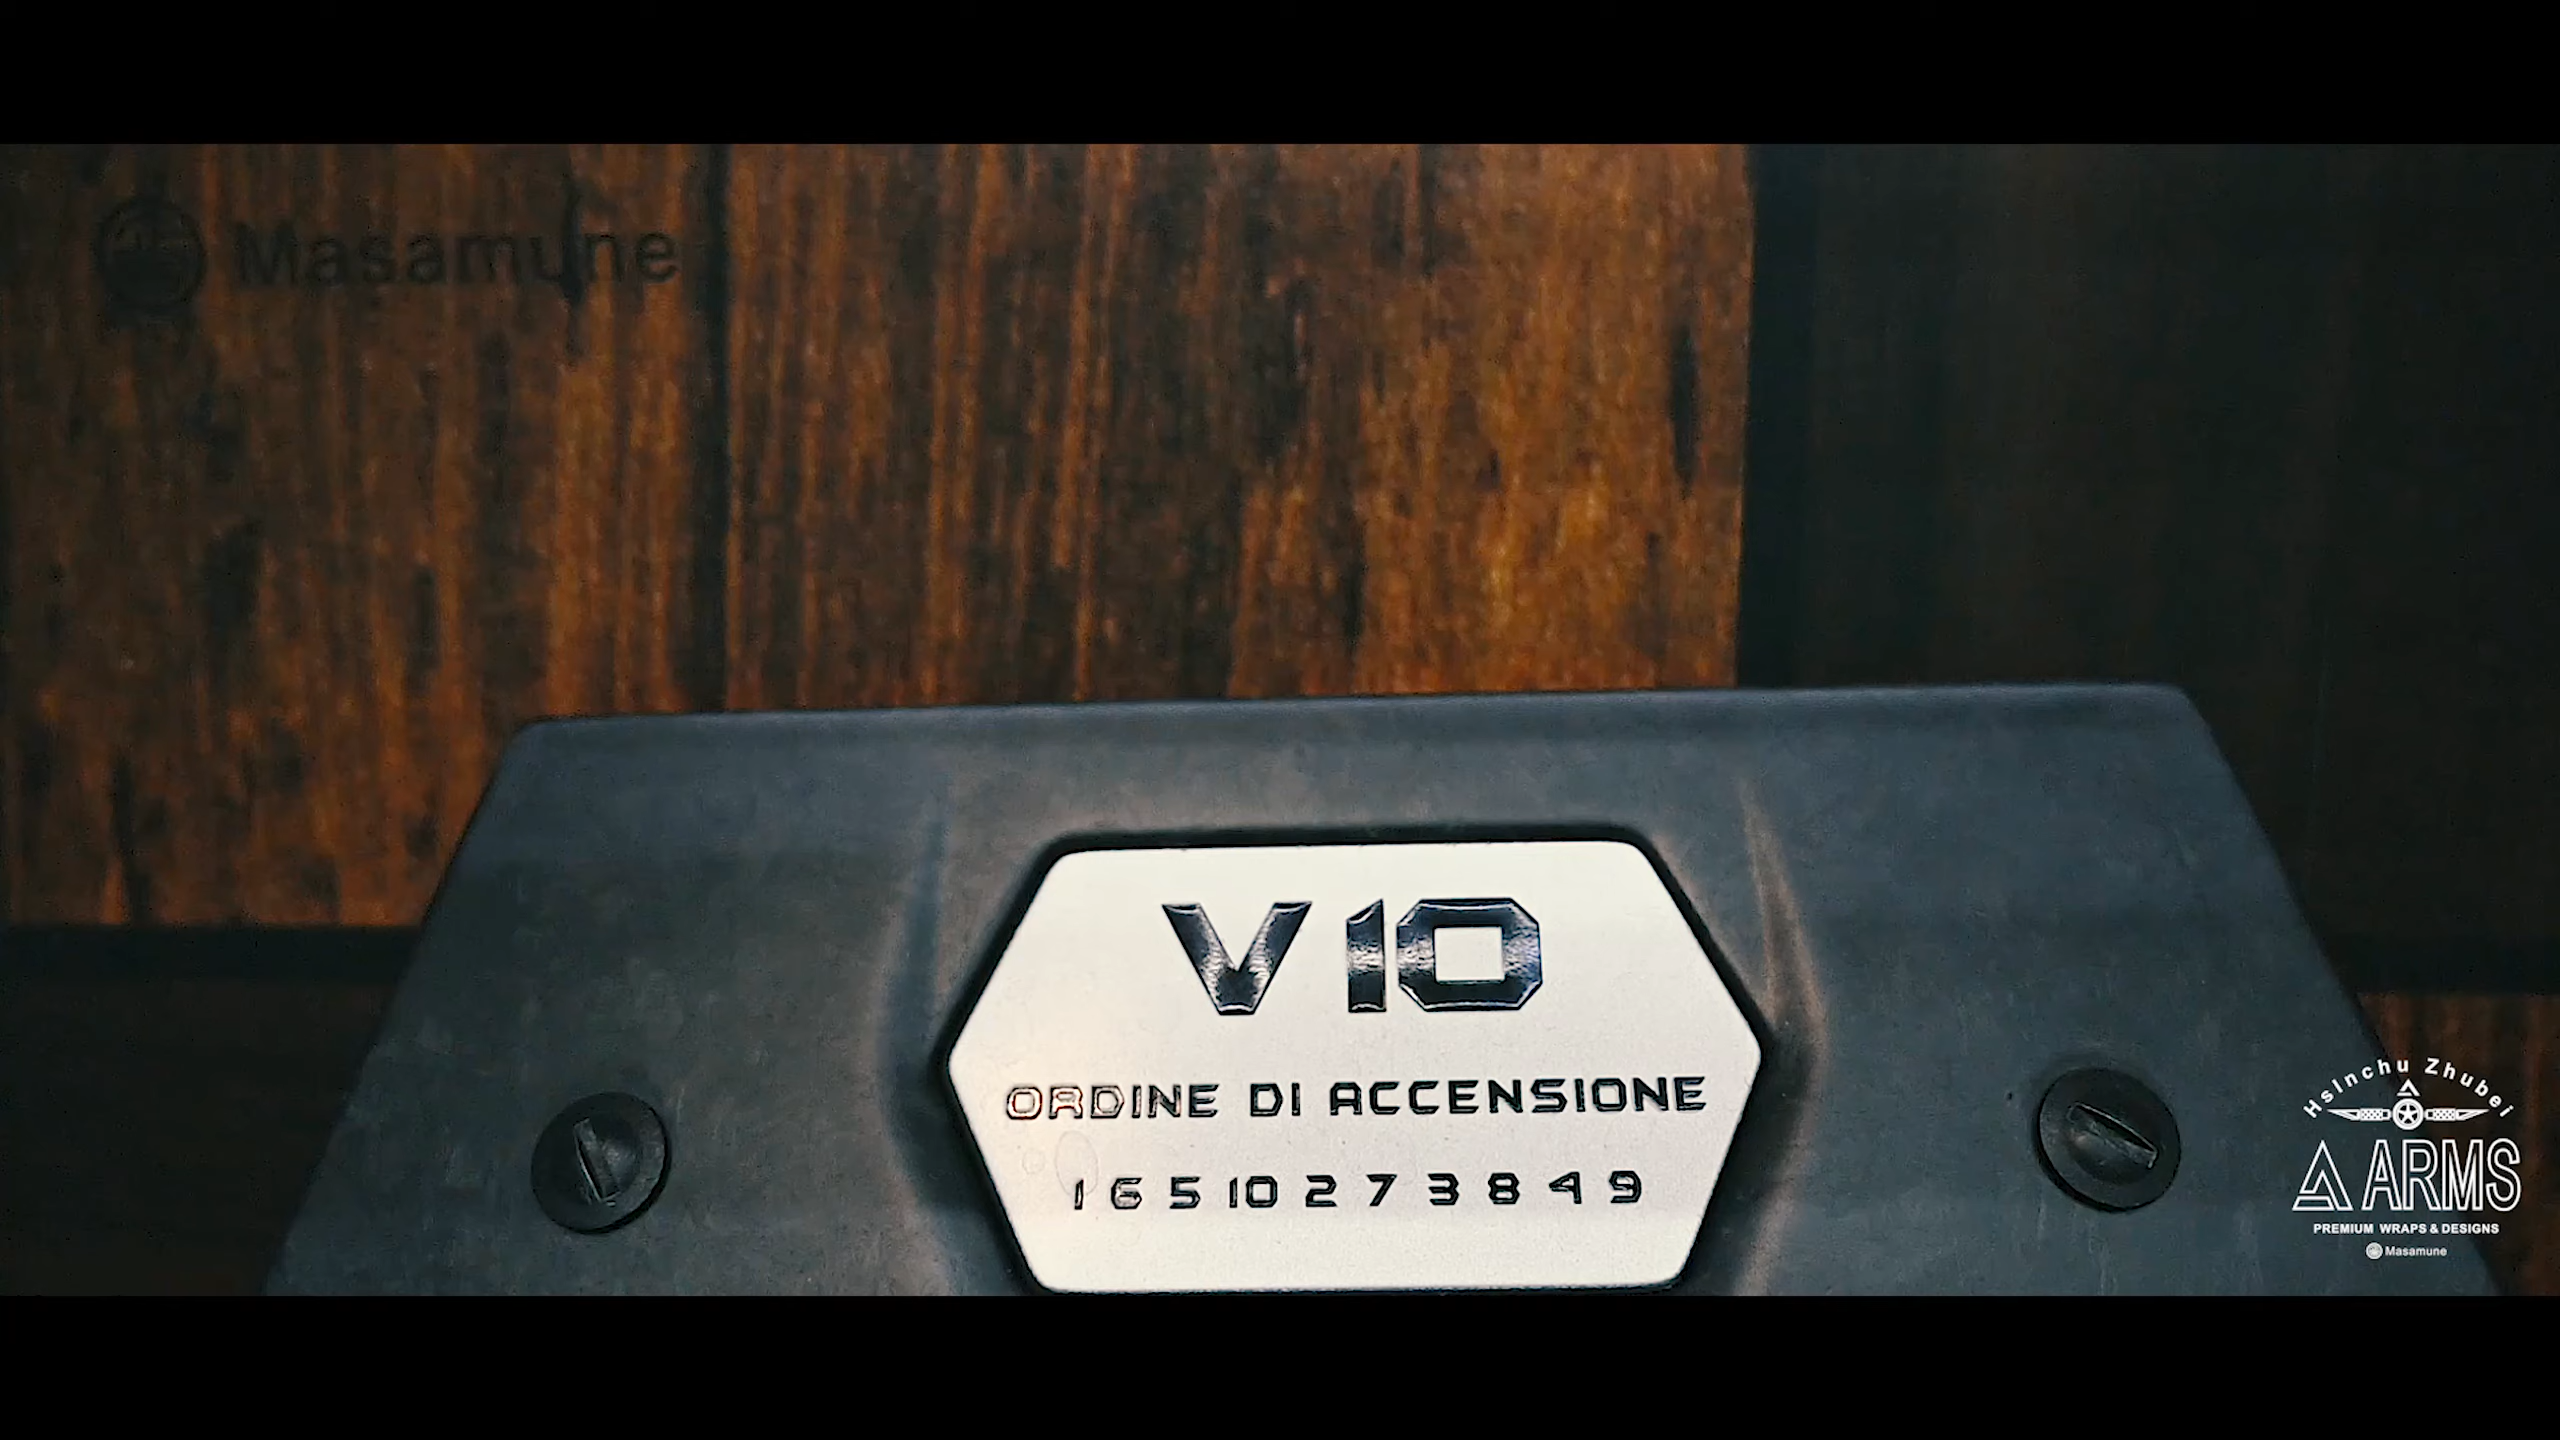 Masamune
V10
ORDINE DI ACCENSIONE
1 6 5 10 2 7 3 8 4 9
Hsinchu Zhubei
ARMS
PREMIUM WRAPS & DESIGNS
Masamune